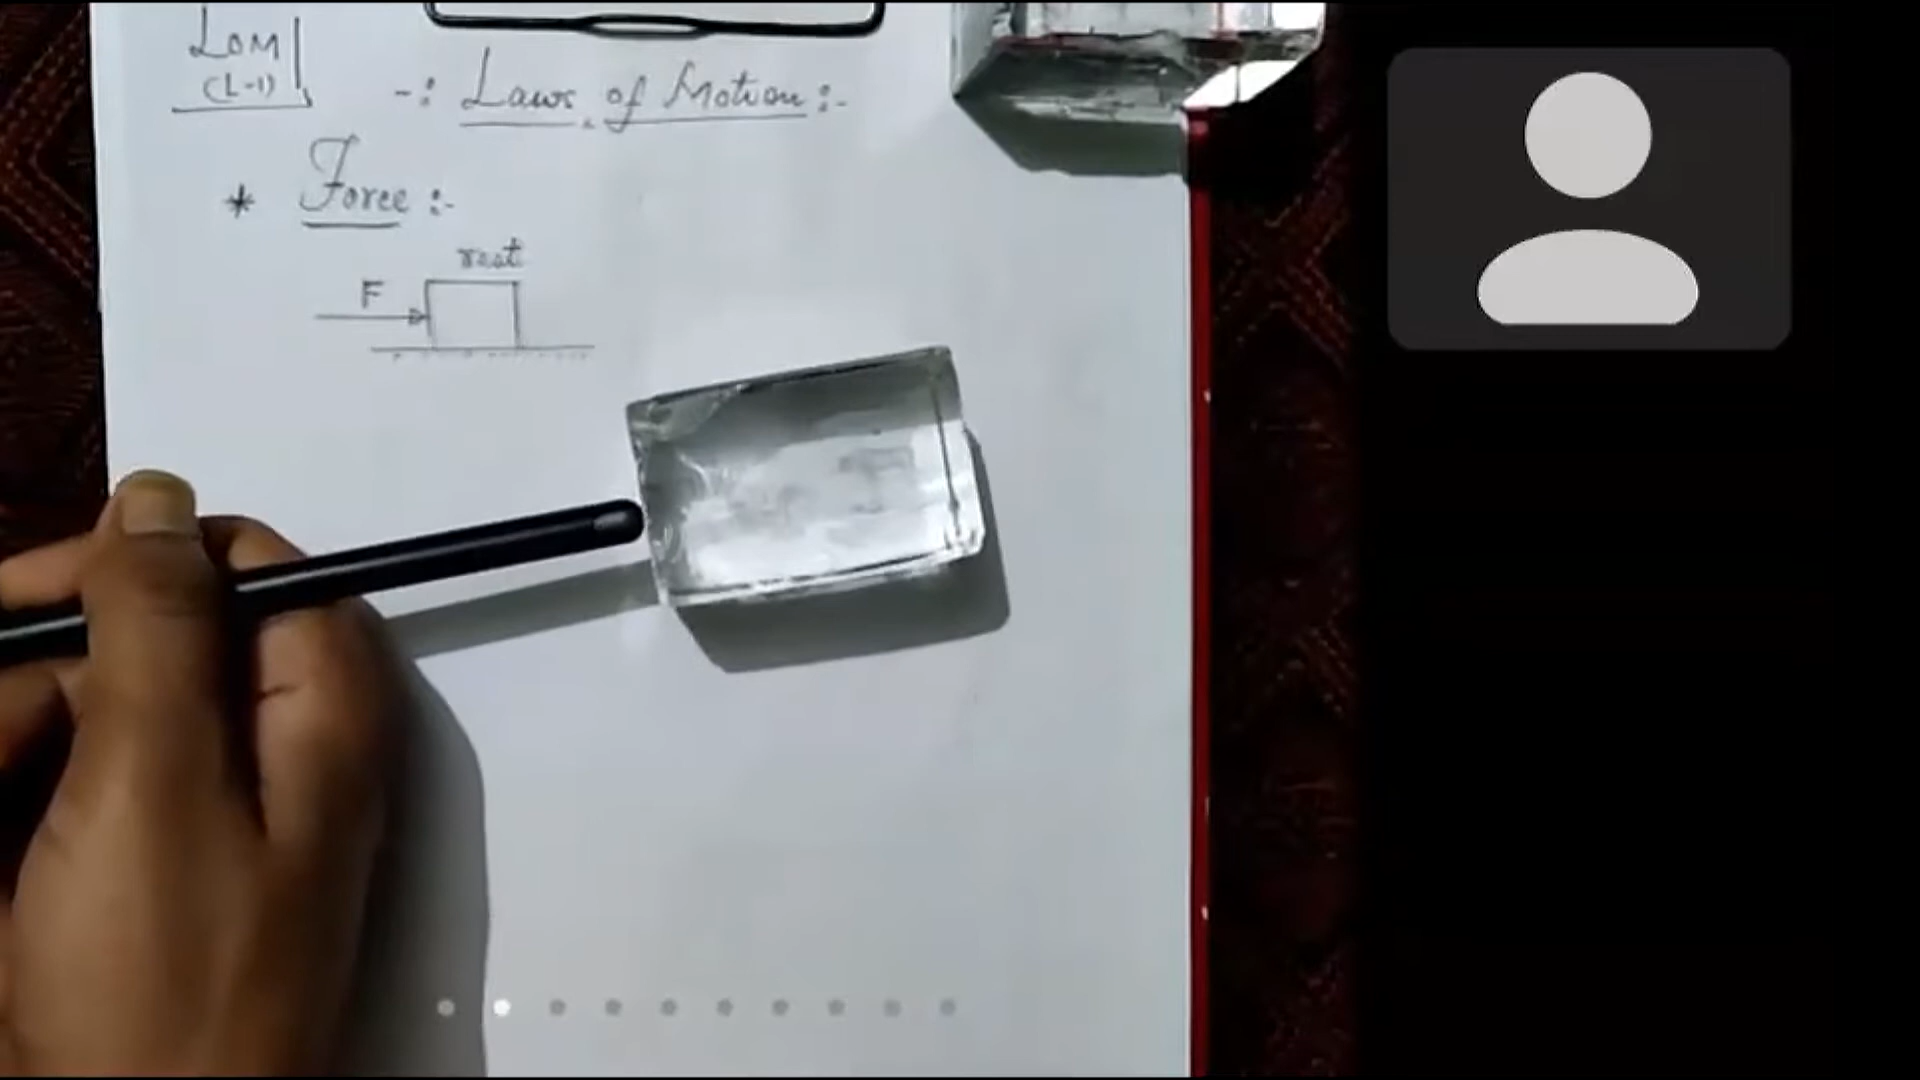 LOM
(L-1)
-: Laws of Motion :-
* Force :-
rest
F